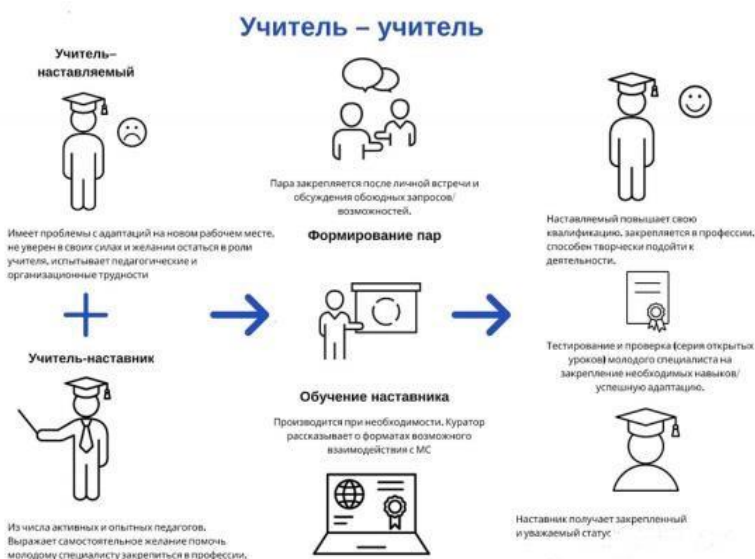 Учитель – учитель
Учитель–
наставляемый
Имеет проблемы с адаптаций на новом рабочем месте,
не уверен в своих силах и желании остаться в роли
учителя, испытывает педагогические и
организационные трудности
Учитель-наставник
Из числа активных и опытных педагогов.
Выражает самостоятельное желание помочь
молодому специалисту закрепиться в профессии.
Пара закрепляется после личной встречи и
обсуждения обоюдных запросов/
возможностей.
Формирование пар
Обучение наставника
Производится при необходимости. Куратор
рассказывает о форматах возможного
взаимодействия с МС
Наставляемый повышает свою
квалификацию, закрепляется в профессии,
способен творчески подойти к
деятельности.
Тестирование и проверка (серия открытых
уроков) молодого специалиста на
закрепление необходимых навыков/
успешную адаптацию.
Наставник получает закрепленный
и уважаемый статус